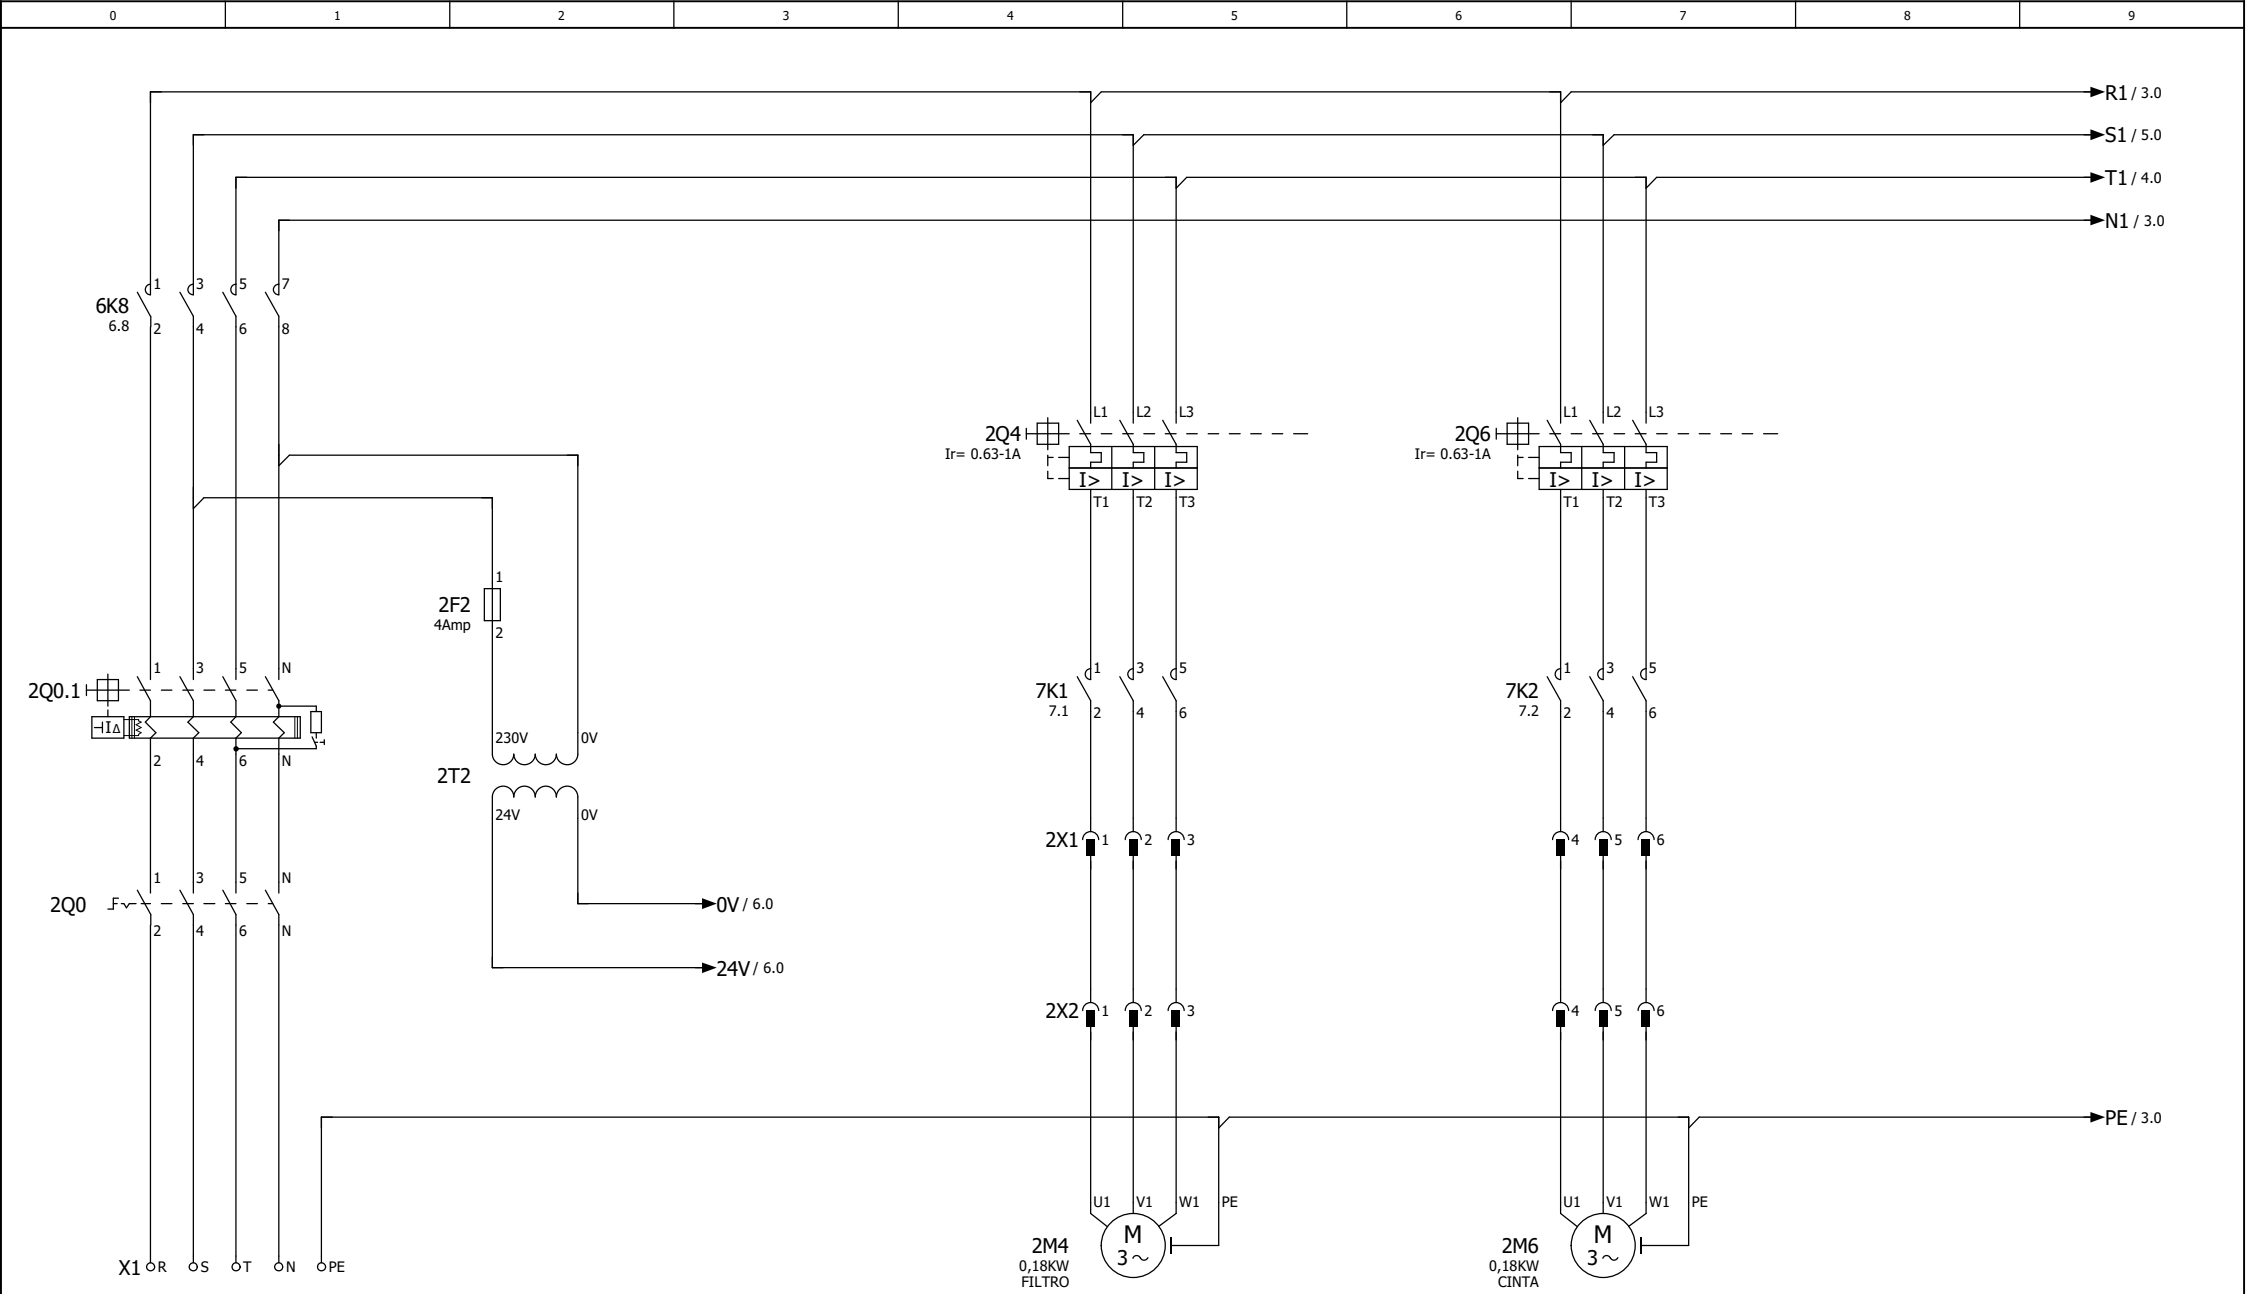 0 1 2 3 4 5 6 7 8 9
R1 / 3.0
S1 / 5.0
T1 / 4.0
N1 / 3.0
1 3 5 7
6K8
6.8
2 4 6 8
L1 L2 L3
2Q4
Ir= 0.63-1A
I> I> I>
T1 T2 T3
L1 L2 L3
2Q6
Ir= 0.63-1A
I> I> I>
T1 T2 T3
1
2F2
4Amp
2
1 3 5 N
2Q0.1
I∆
2 4 6 N
1 3 5
7K1
7.1
2 4 6
1 3 5
7K2
7.2
2 4 6
230V 0V
2T2
24V 0V
2X1 1 2 3 4 5 6
1 3 5 N
2Q0
2 4 6 N
0V / 6.0
24V / 6.0
2X2 1 2 3 4 5 6
PE / 3.0
U1 V1 W1 PE
M
3~
2M4
0,18KW
FILTRO
U1 V1 W1 PE
M
3~
2M6
0,18KW
CINTA
X1 R S T N PE